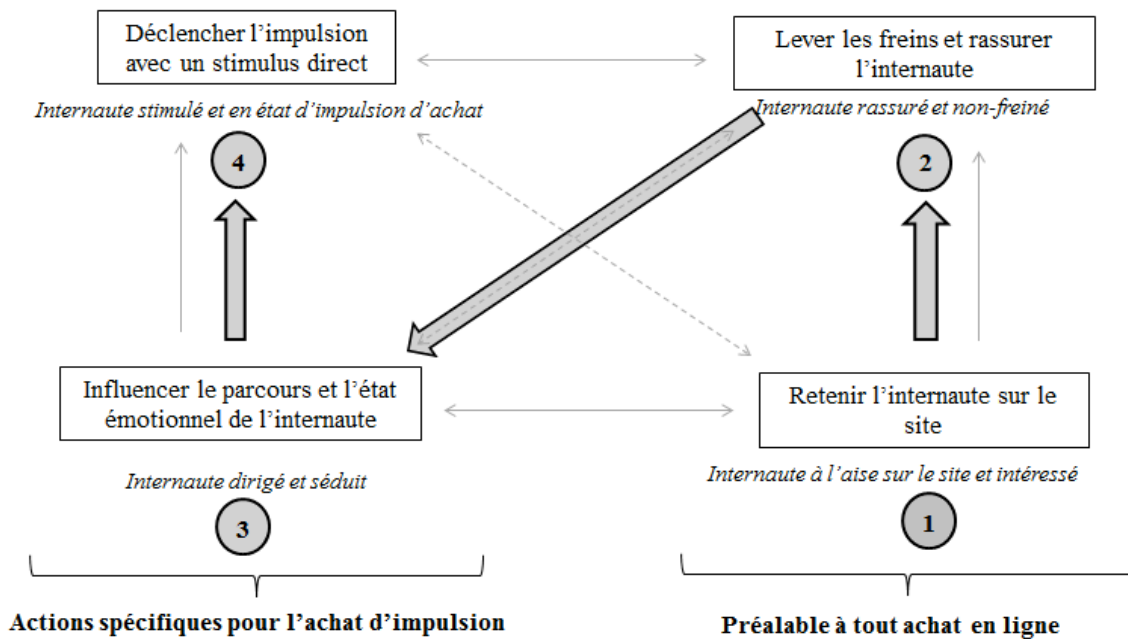 Déclencher l’impulsion
avec un stimulus direct
Lever les freins et rassurer
l’internaute
Internaute stimulé et en état d’impulsion d’achat
Internaute rassuré et non-freiné
4
2
Influencer le parcours et l’état
émotionnel de l’internaute
Retenir l’internaute sur le
site
Internaute dirigé et séduit
Internaute à l’aise sur le site et intéressé
3
1
Actions spécifiques pour l’achat d’impulsion
Préalable à tout achat en ligne